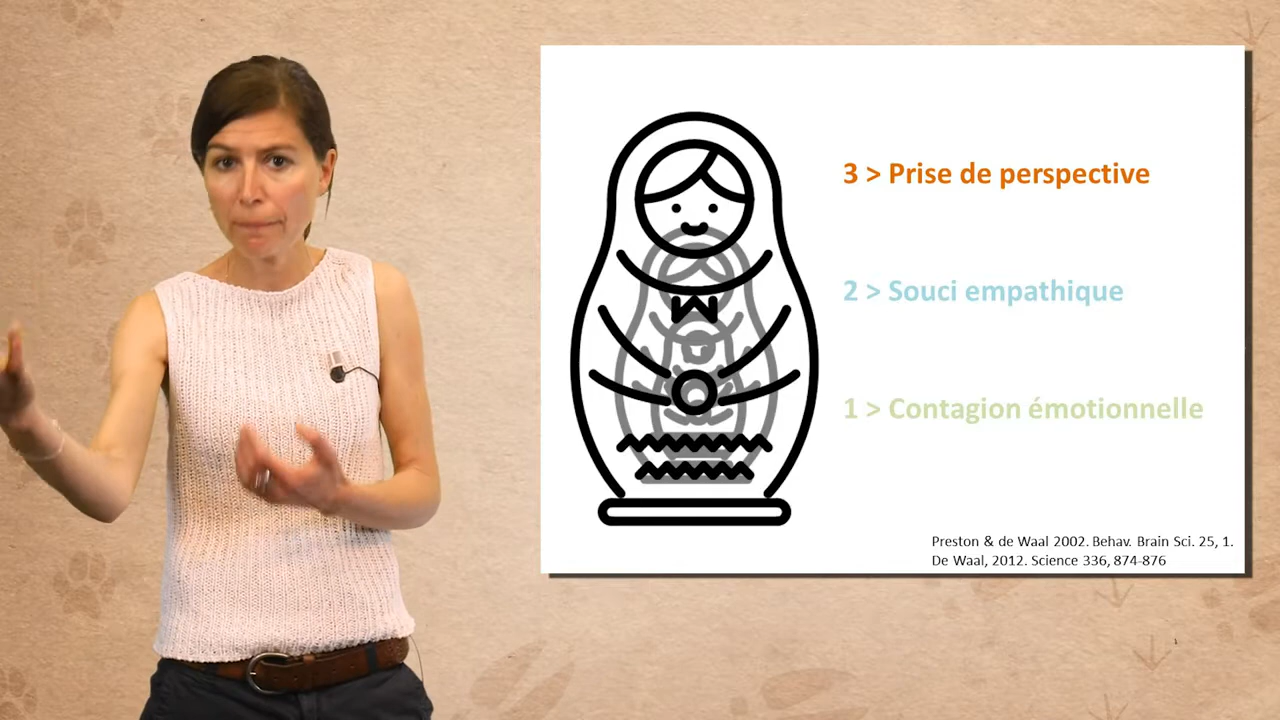 3 > Prise de perspective
2 > Souci empathique
1 > Contagion émotionnelle
Preston & de Waal 2002. Behav. Brain Sci. 25, 1.
De Waal, 2012. Science 336, 874-876